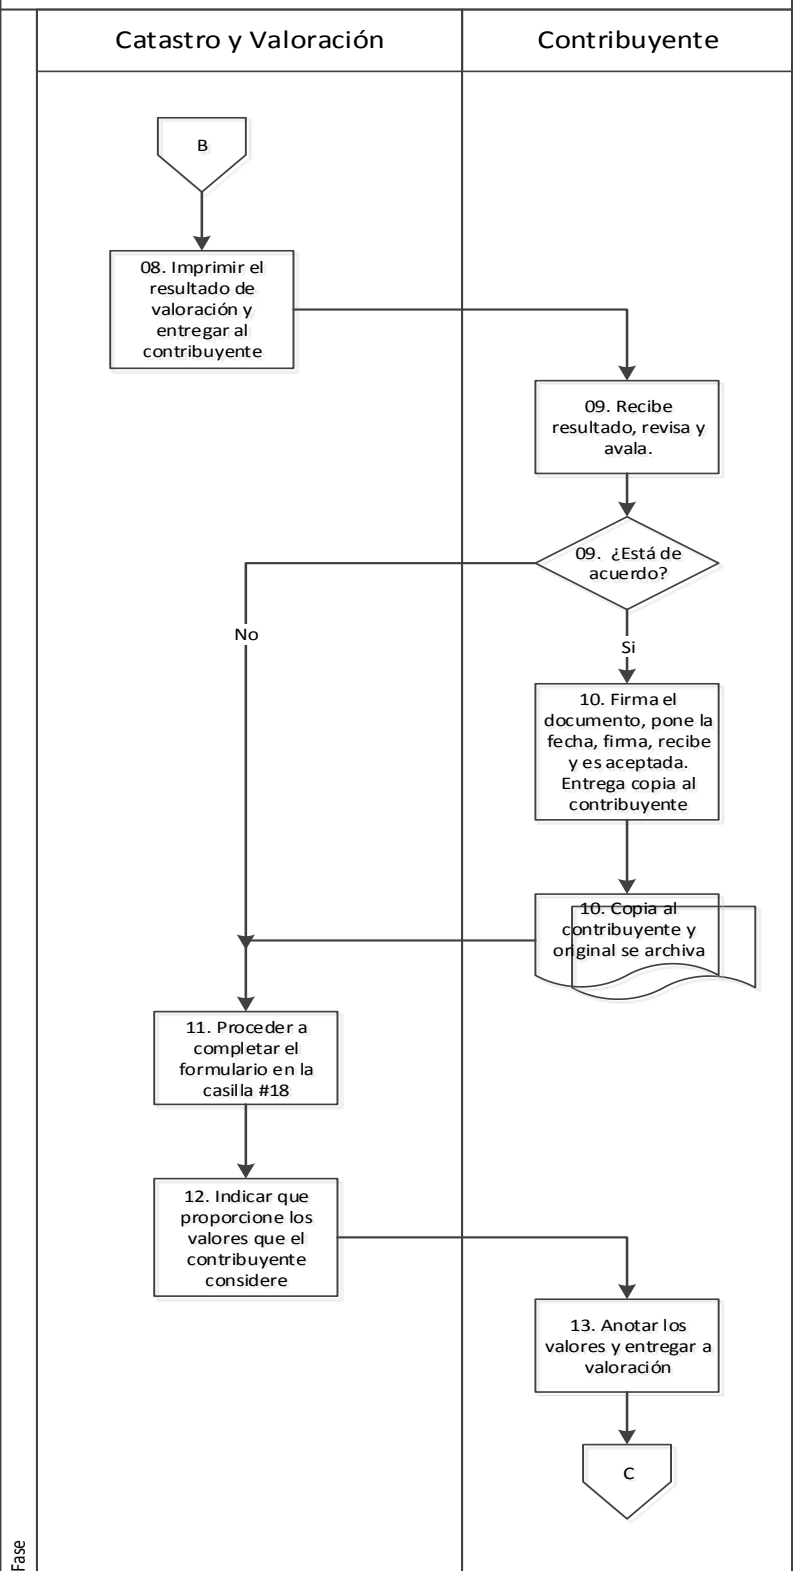 Catastro y Valoración
Contribuyente
B
08. Imprimir el
resultado de
valoración y
entregar al
contribuyente
09. Recibe
resultado, revisa y
avala.
09. ¿Está de
acuerdo?
No
Si
10. Firma el
documento, pone la
fecha, firma, recibe
y es aceptada.
Entrega copia al
contribuyente
10. Copia al
contribuyente y
original se archiva
11. Proceder a
completar el
formulario en la
casilla #18
12. Indicar que
proporcione los
valores que el
contribuyente
considere
13. Anotar los
valores y entregar a
valoración
C
Fase